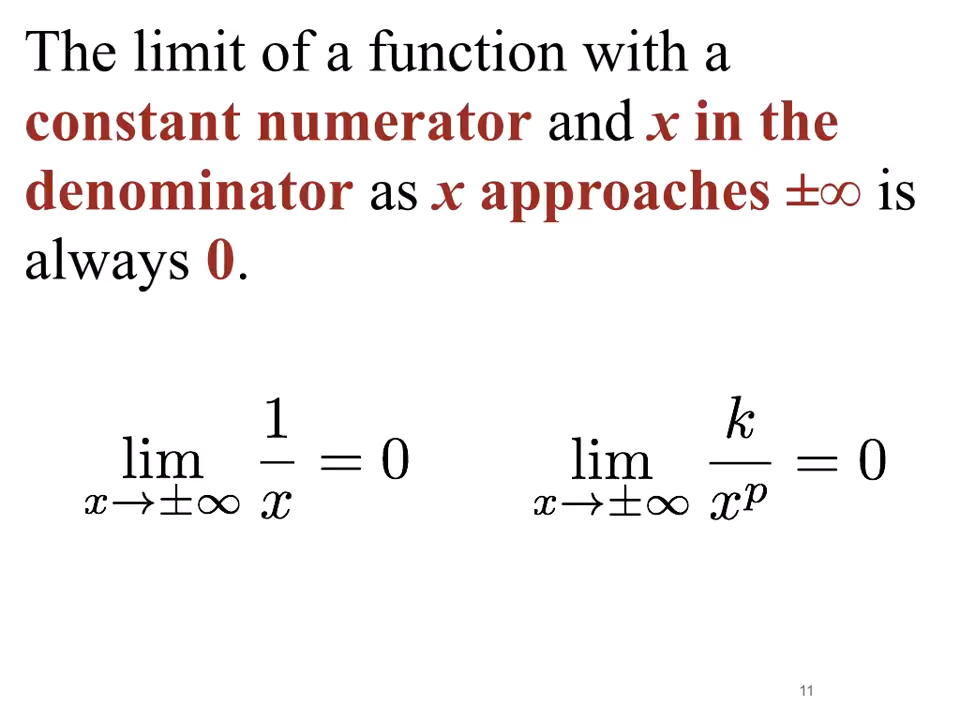 The limit of a function with a
constant numerator and x in the
denominator as x approaches ±∞ is
always 0.
lim x→±∞ 1/x = 0
lim x→±∞ k/x^p = 0
11